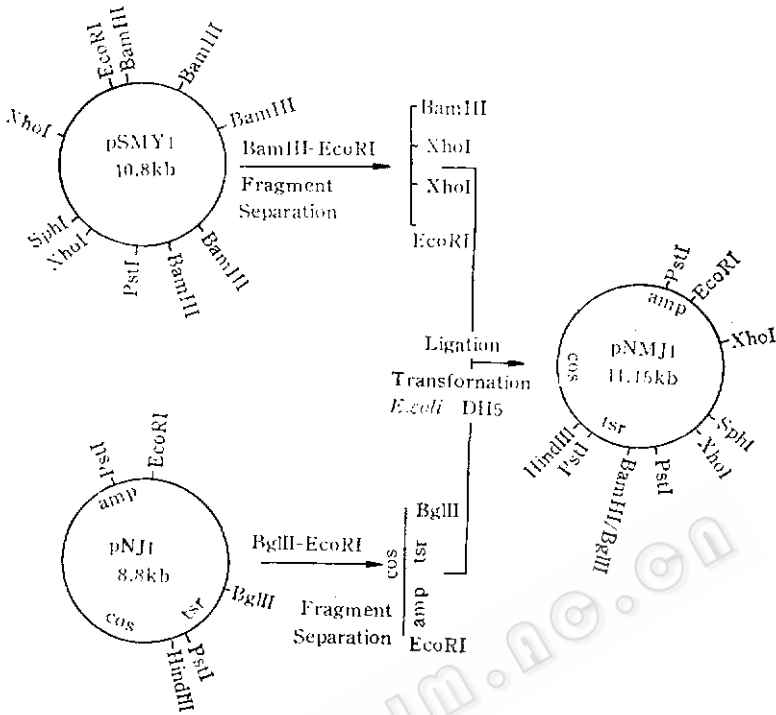 EcoRI
BamHI
BamHI
BamHI
XhoI
pSMY1
10.8kb
SphI
XhoI
PstI
BamHI
BamHI
BamHI-EcoRI
Fragment
Separation
BamHI
XhoI
XhoI
EcoRI
Ligation
Transfornation
E.coli DH5
PstI
EcoRI
amp
XhoI
pNMJ1
11.15kb
cos
tsr
HindIII
PstI
BamHI/BglII
PstI
XhoI
SphI
PstI
EcoRI
amp
pNJ1
8.8kb
cos
tsr
BglII
PstI
HindIII
BglII-EcoRI
Fragment
Separation
BglII
tsr
cos
amp
EcoRI